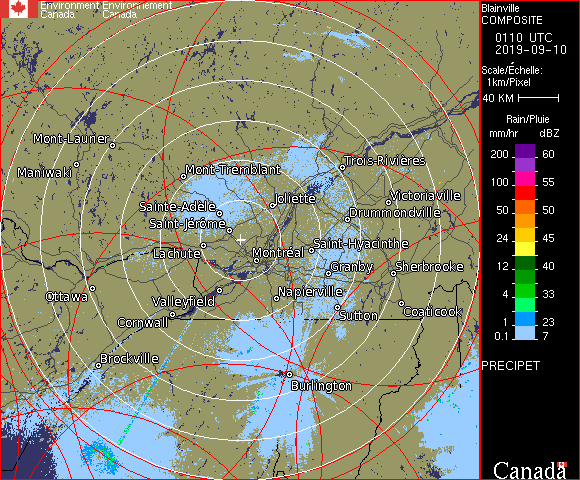 Environment Environnement
Canada Canada
Blainville
COMPOSITE
0110 UTC
2019-09-10
Scale/Échelle:
1km/Pixel
40 KM
Rain/Pluie
mm/hr dBZ
200 60
100 55
50 50
24 45
12 40
4 33
1 23
0.1 7
PRECIPET
Canada
Mont-Laurier
Maniwaki
Mont-Tremblant
Trois-Rivières
Sainte-Adèle
Joliette
Victoriaville
Drummondville
Saint-Jérôme
Lachute
Montréal
Saint-Hyacinthe
Granby
Sherbrooke
Ottawa
Valleyfield
Napierville
Cornwall
Sutton
Coaticook
Brockville
Burlington